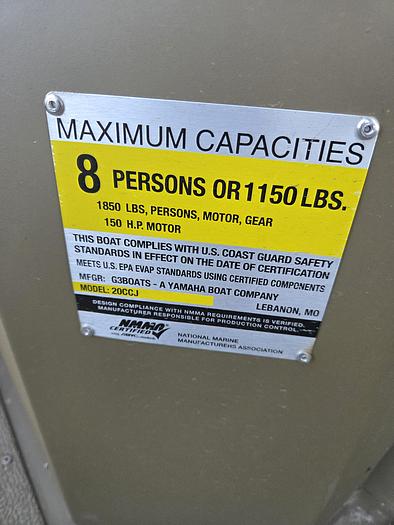 MAXIMUM CAPACITIES
8 PERSONS OR 1150 LBS.
1850 LBS, PERSONS, MOTOR, GEAR
150 H.P. MOTOR
THIS BOAT COMPLIES WITH U.S. COAST GUARD SAFETY
STANDARDS IN EFFECT ON THE DATE OF CERTIFICATION
MEETS U.S. EPA EVAP STANDARDS USING CERTIFIED COMPONENTS
MFGR: G3BOATS - A YAMAHA BOAT COMPANY
LEBANON, MO
MODEL: 20CCJ
DESIGN COMPLIANCE WITH NMMA REQUIREMENTS IS VERIFIED.
MANUFACTURER RESPONSIBLE FOR PRODUCTION CONTROL.
NMMA
CERTIFIED
NATIONAL MARINE
MANUFACTURERS ASSOCIATION